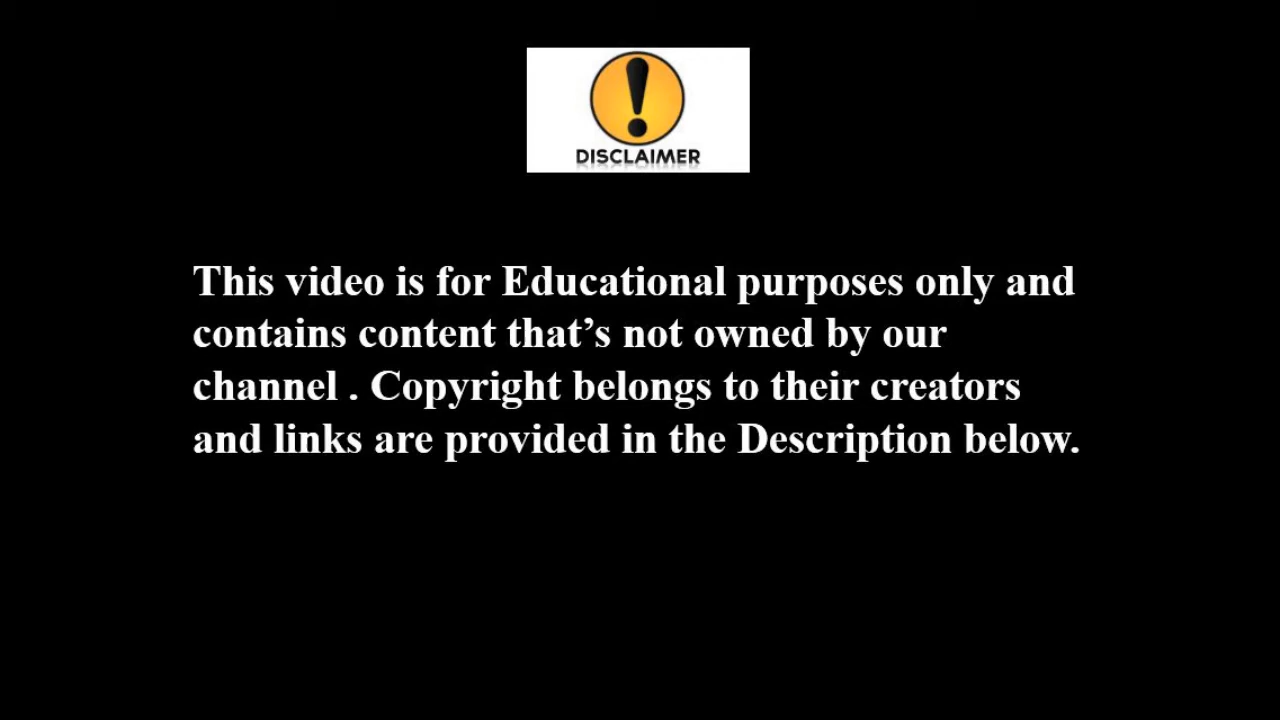 DISCLAIMER
This video is for Educational purposes only and
contains content that’s not owned by our
channel . Copyright belongs to their creators
and links are provided in the Description below.